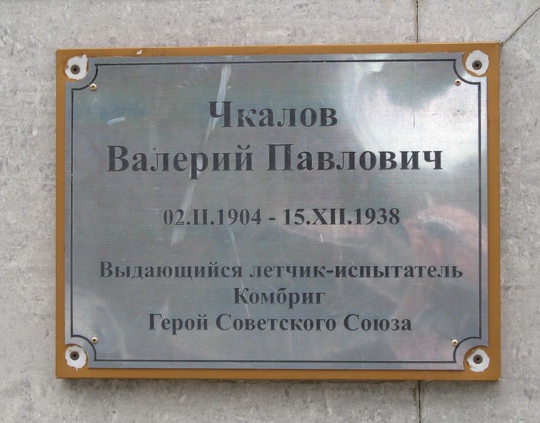 Чкалов
Валерий Павлович
02.II.1904 - 15.XII.1938
Выдающийся летчик-испытатель
Комбриг
Герой Советского Союза